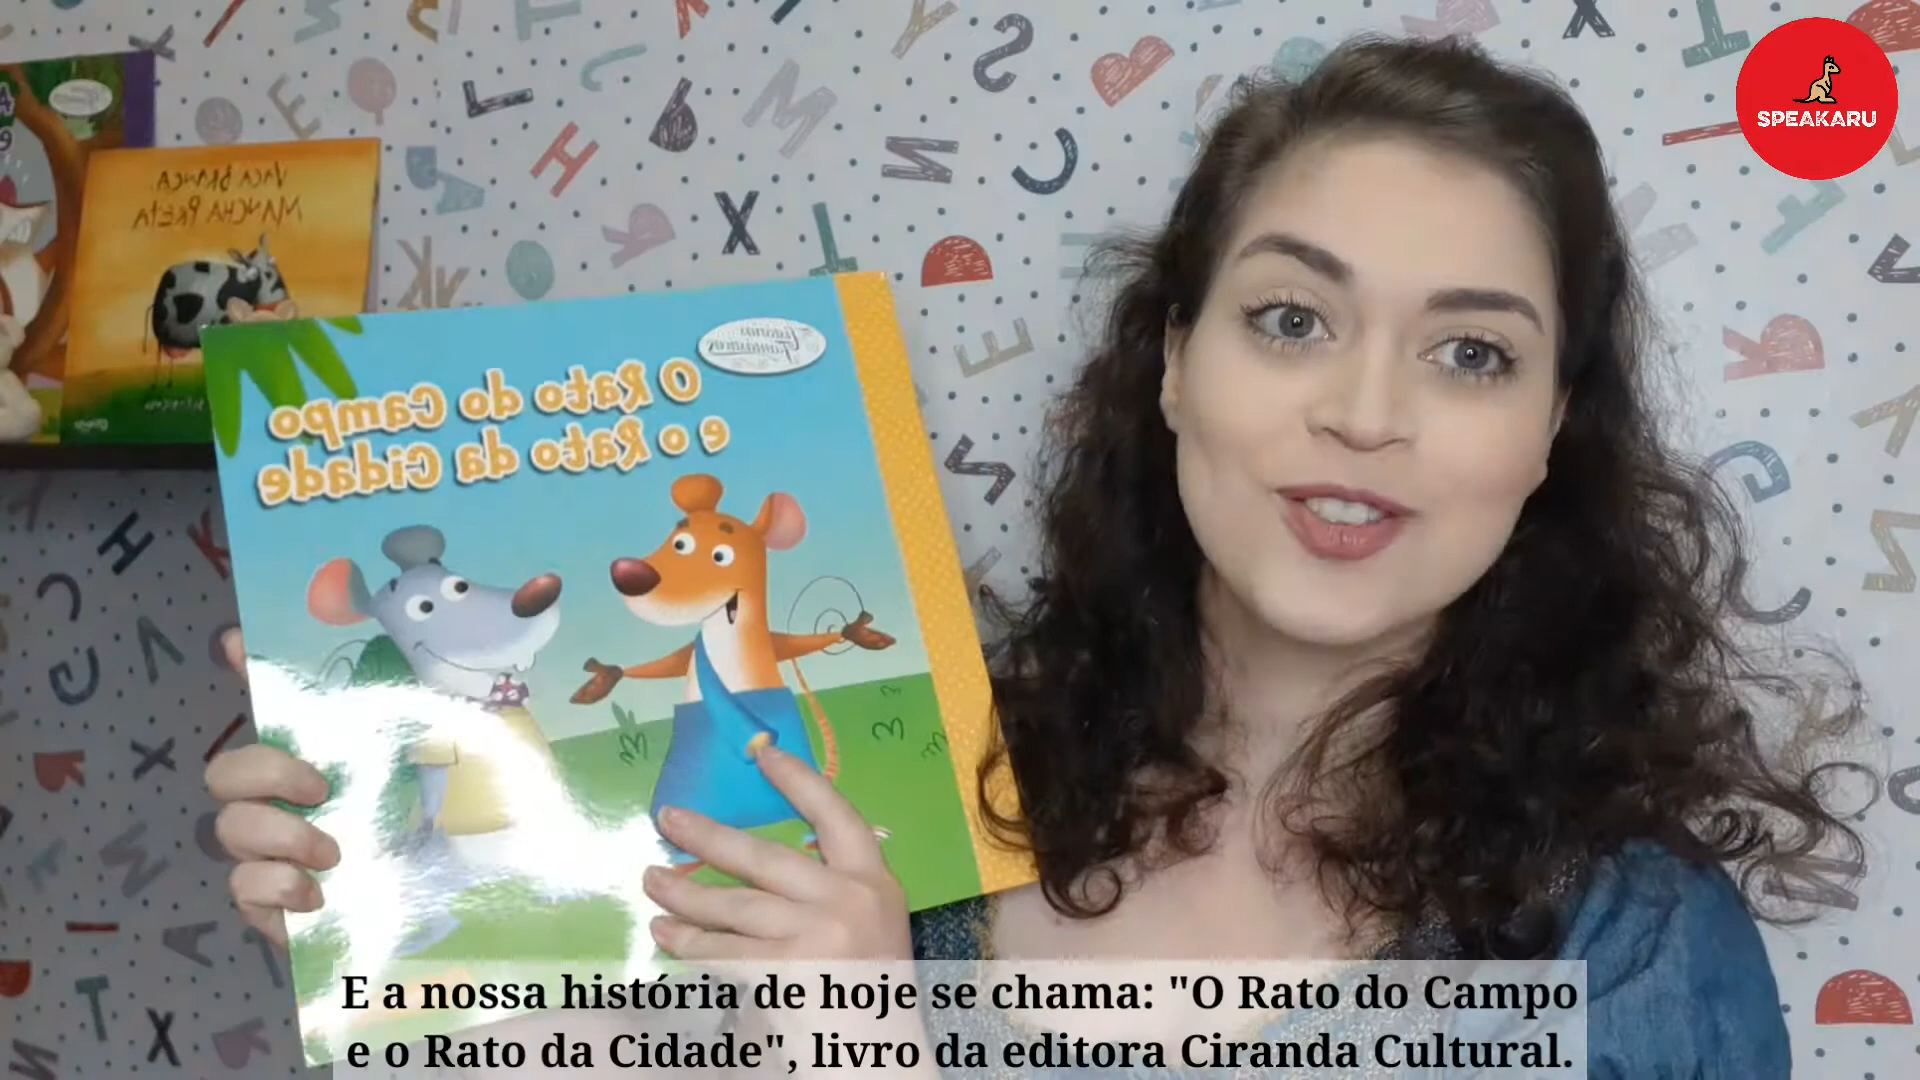 SPEAKARU
VACA BRANCA,
MANCHA PRETA
Clássicos
O Rato do Campo
e o Rato da Cidade
E a nossa história de hoje se chama: "O Rato do Campo
e o Rato da Cidade", livro da editora Ciranda Cultural.